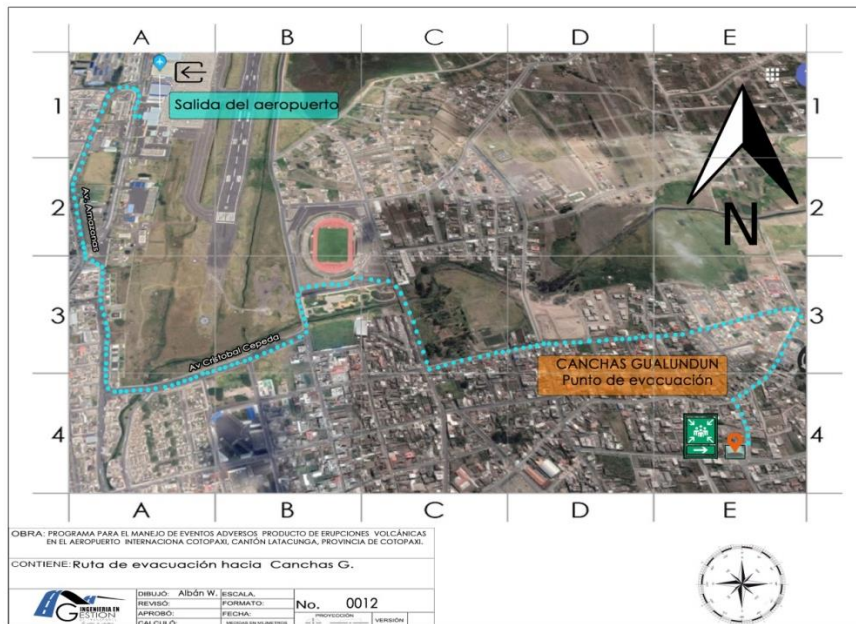 A B C D E
1 1
Salida del aeropuerto
2 2
N
Av. Amazonas
3 3
Av Cristobal Cepeda
CANCHAS GUALUNDUN
Punto de evacuación
4 4
A B C D E
OBRA: PROGRAMA PARA EL MANEJO DE EVENTOS ADVERSOS PRODUCTO DE ERUPCIONES VOLCÁNICAS
EN EL AEROPUERTO INTERNACIONA COTOPAXI, CANTÓN LATACUNGA, PROVINCIA DE COTOPAXI.
CONTIENE: Ruta de evacuación hacia Canchas G.
INGENIERIA EN
GESTION
DIBUJÓ: Albán W. ESCALA.
REVISÓ: FORMATO: No. 0012
APROBÓ: FECHA: PROYECCIÓN
CALCULÓ: VERSIÓN